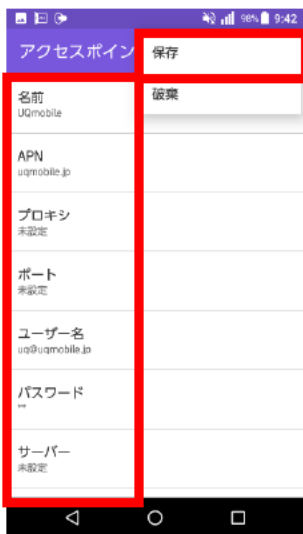 98% 9:42
アクセスポイン
保存
破棄
名前
UQmobile
APN
uqmobile.jp
プロキシ
未設定
ポート
未設定
ユーザー名
uq@uqmobile.jp
パスワード
サーバー
未設定